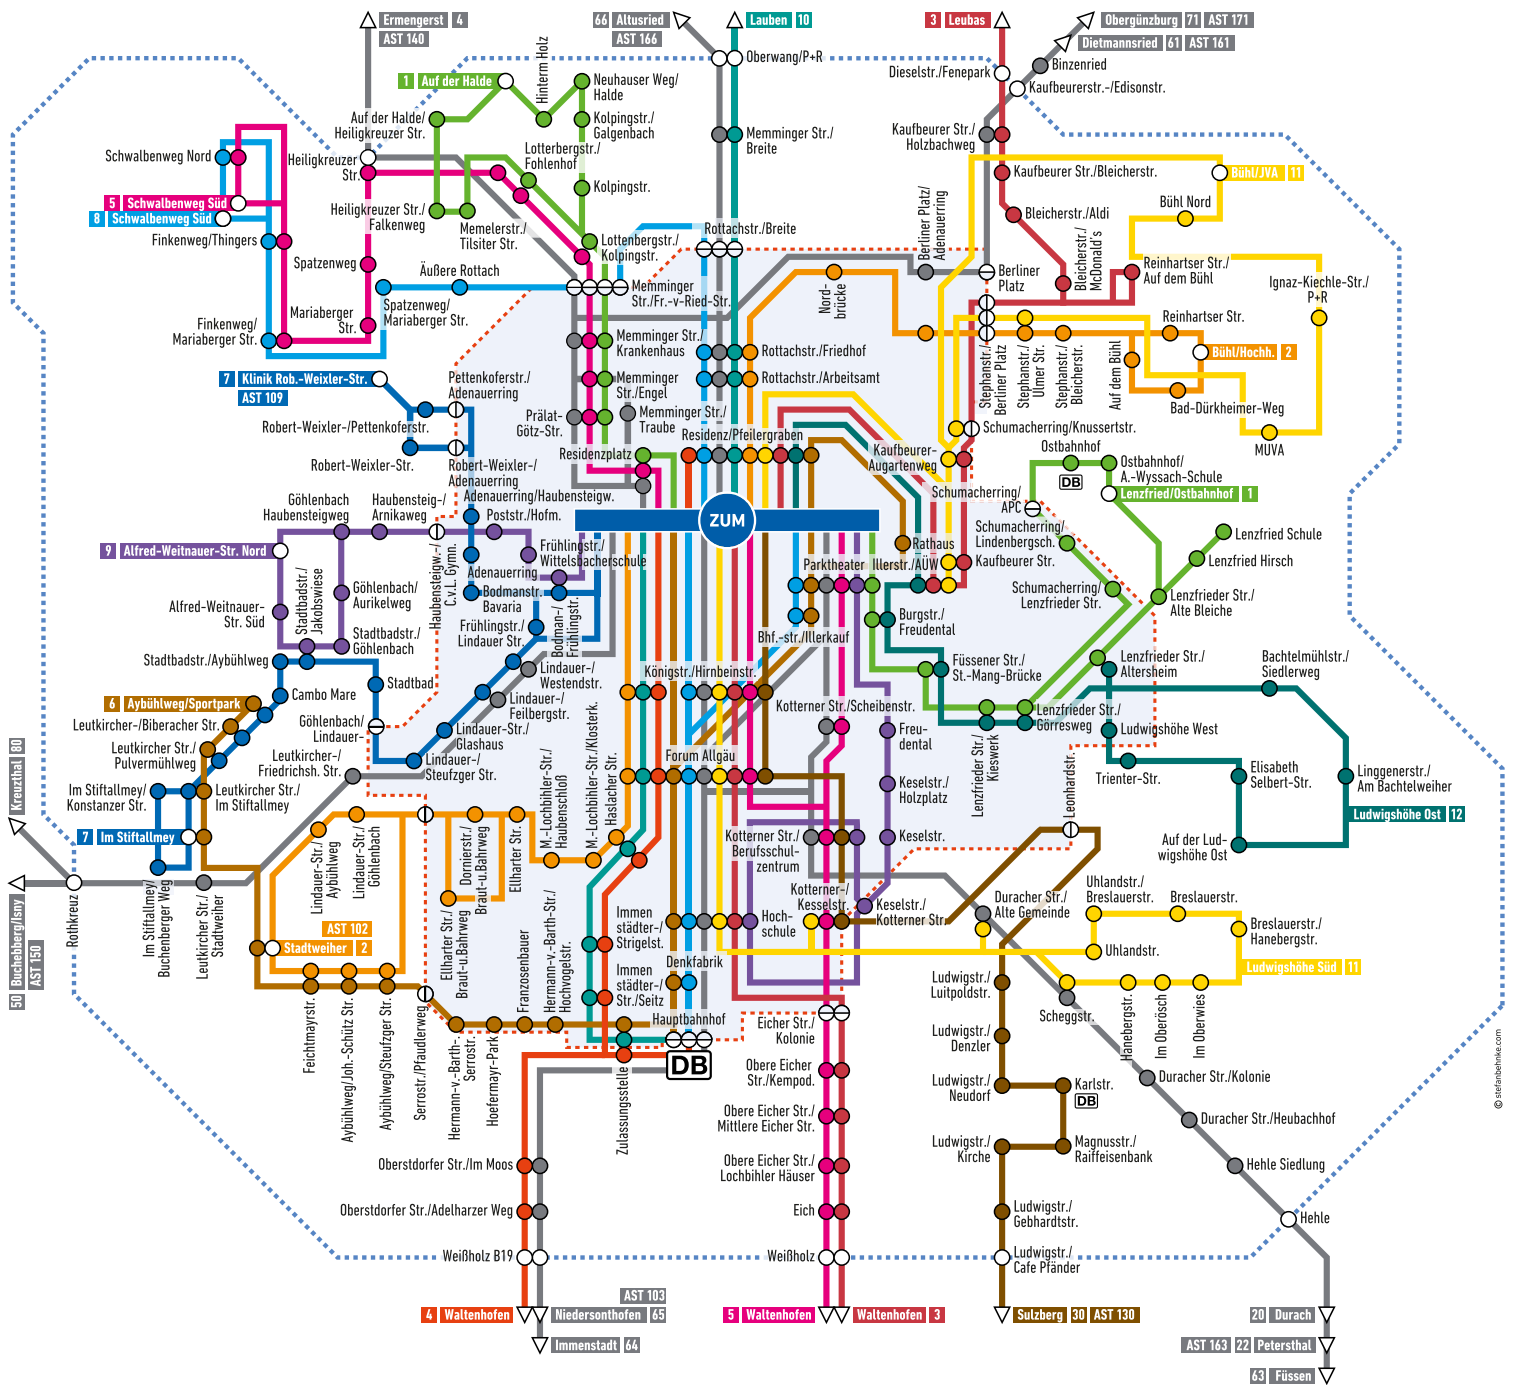 Ermengerst 4
AST 140
66 Altusried
AST 166
Lauben 10
3 Leubas
Obergünzburg 71 AST 171
Dietmannsried 61 AST 161
Binzenried
Kaufbeurerstr.-/Edisonstr.
Dieselstr./Fenepark
Oberwang/P+R
1 Auf der Halde
Hinterm Holz
Neuhauser Weg/
Halde
Auf der Halde/
Heiligkreuzer Str.
Kolpingstr./
Galgenbach
Memminger Str./
Breite
Kaufbeurer Str./
Holzbachweg
Schwalbenweg Nord
Heiligkreuzer
Str.
Lotterbergstr./
Fohlenhof
Kolpingstr.
Kaufbeurer Str./Bleicherstr.
Bühl/JVA 11
5 Schwalbenweg Süd
8 Schwalbenweg Süd
Heiligkreuzer Str./
Falkenweg
Memelerstr./
Tilsiter Str.
Bleicherstr./Aldi
Bühl Nord
Finkenweg/Thingers
Lottenbergstr./
Kolpingstr.
Rottachstr./Breite
Berliner Platz/
Adenauerring
Bleicherstr./
McDonald's
Spatzenweg
Äußere Rottach
Berliner
Platz
Reinhartser Str./
Auf dem Bühl
Ignaz-Kiechle-Str./
P+R
Spatzenweg/
Mariaberger Str.
Memminger
Str./Fr.-v-Ried-Str.
Nord-
brücke
Mariaberger
Str.
Finkenweg/
Mariaberger Str.
Memminger Str./
Krankenhaus
Rottachstr./Friedhof
Reinhartser Str.
Bühl/Hochh. 2
7 Klinik Rob.-Weixler-Str.
AST 109
Pettenkoferstr./
Adenauerring
Memminger
Str./Engel
Rottachstr./Arbeitsamt
Stephanstr./
Berliner Platz
Stephanstr./
Ulmer Str.
Stephanstr./
Bleicherstr.
Auf dem Bühl
Bad-Dürkheimer-Weg
Robert-Weixler-/Pettenkoferstr.
Prälat-
Götz-Str.
Memminger Str./
Traube
Residenz/Pfeilergraben
Schumacherring/Knussertstr.
MUVA
Robert-Weixler-Str.
Robert-Weixler-/
Adenauerring
Residenzplatz
Kaufbeurer-
Augartenweg
Ostbahnhof
DB
Ostbahnhof/
A.-Wyssach-Schule
Lenzfried/Ostbahnhof 1
Göhlenbach
Haubensteigweg
Haubensteig-/
Arnikaweg
Adenauerring/Haubensteigw.
Poststr./Hofm.
ZUM
Schumacherring/
APC
Schumacherring/
Lindenbergsch.
Lenzfried Schule
9 Alfred-Weitnauer-Str. Nord
Haubensteigw.-/
C.v.L. Gymn.
Frühlingstr./
Wittelsbacherschule
Rathaus
Parktheater
Illerstr./AÜW
Kaufbeurer Str.
Lenzfried Hirsch
Adenauerring
Stadtbadstr./
Jakobswiese
Göhlenbach/
Aurikelweg
Bodmanstr.
Bavaria
Bodman-/
Frühlingstr.
Schumacherring/
Lenzfrieder Str.
Lenzfrieder Str./
Alte Bleiche
Alfred-Weitnauer-
Str. Süd
Burgstr./
Freudental
Frühlingstr./
Lindauer Str.
Stadtbadstr./
Göhlenbach
Bhf.-str./Illerkauf
Stadtbadstr./Aybühlweg
Lindauer-/
Westendstr.
Königstr./Hirnbeinstr.
Füssener Str./
St.-Mang-Brücke
Lenzfrieder Str./
Altersheim
Bachtelmühlstr./
Siedlerweg
Stadtbad
Cambo Mare
6 Aybühlweg/Sportpark
Lindauer-/
Feilbergstr.
Kotterner Str./Scheibenstr.
Leutkircher-/Biberacher Str.
Göhlenbach/
Lindauer-
Lindauer-Str./
Glashaus
Freu-
dental
Lenzfrieder Str./
Kieswerk
Lenzfrieder Str./
Görresweg
Ludwigshöhe West
Leutkircher Str./
Pulvermühlweg
Leutkircher-/
Friedrichsh. Str.
Lindauer-/
Steufzger Str.
Forum Allgäu
Trienter-Str.
Elisabeth
Selbert-Str.
Linggenerstr./
Am Bachtelweiher
Kreuzthal 80
Im Stiftallmey/
Konstanzer Str.
Leutkircher Str./
Im Stiftallmey
M.-Lochbihler-Str./
Haubenschloß
M.-Lochbihler-Str./Klosterk.
Haslacher Str.
Keselstr./
Holzplatz
Leonhardstr.
Ludwigshöhe Ost 12
7 Im Stiftallmey
Lindauer-Str./
Aybühlweg
Lindauer-Str./
Göhlenbach
Dornierstr./
Braut-u.Bahrweg
Ellharter Str.
Kotterner Str./
Berufsschul-
zentrum
Keselstr.
Auf der Lud-
wigshöhe Ost
50 Buchebberg/Isny
AST 150
Rothkreuz
Im Stiftallmey/
Buchenberger Weg
Leutkircher Str./
Stadtweiher
Kotterner-/
Kesselstr.
Keselstr./
Kotterner Str.
Duracher Str./
Alte Gemeinde
Uhlandstr./
Breslauerstr.
Breslauerstr.
AST 102
Stadtweiher 2
Ellharter Str./
Braut-u.Bahrweg
Franzosenbauer
Hermann-v.-Barth-Str./
Hochvogelstr.
Immen
städter-/
Strigelst.
Hoch-
schule
Breslauerstr./
Hanebergstr.
Uhlandstr.
Ludwigshöhe Süd 11
Immen
städter-/
Str./Seitz
Denkfabrik
Ludwigstr./
Luitpoldstr.
Feichtmayrstr.
Aybühlweg/Joh.-Schütz Str.
Aybühlweg/Steufzger Str.
Serrostr./Pfaudlerweg
Hermann-v.-Barth-.
Serrostr.
Hoefermayr-Park
Zulassungsstelle
Hauptbahnhof
DB
Eicher Str./
Kolonie
Scheggstr.
Hanebergstr.
Im Oberösch
Im Oberwies
Ludwigstr./
Denzler
Obere Eicher
Str./Kempod.
Ludwigstr./
Neudorf
Karlstr.
DB
Duracher Str./Kolonie
Obere Eicher Str./
Mittlere Eicher Str.
Duracher Str./Heubachhof
Oberstdorfer Str./Im Moos
Obere Eicher Str./
Lochbihler Häuser
Ludwigstr./
Kirche
Magnusstr./
Raiffeisenbank
Hehle Siedlung
Oberstdorfer Str./Adelharzer Weg
Eich
Ludwigstr./
Gebhardtstr.
Hehle
Weißholz B19
Weißholz
Ludwigstr./
Cafe Pfänder
AST 103
4 Waltenhofen
Niedersonthofen 65
Immenstadt 64
5 Waltenhofen
Waltenhofen 3
Sulzberg 30 AST 130
20 Durach
AST 163 22 Petersthal
63 Füssen
© stefanbehnke.com